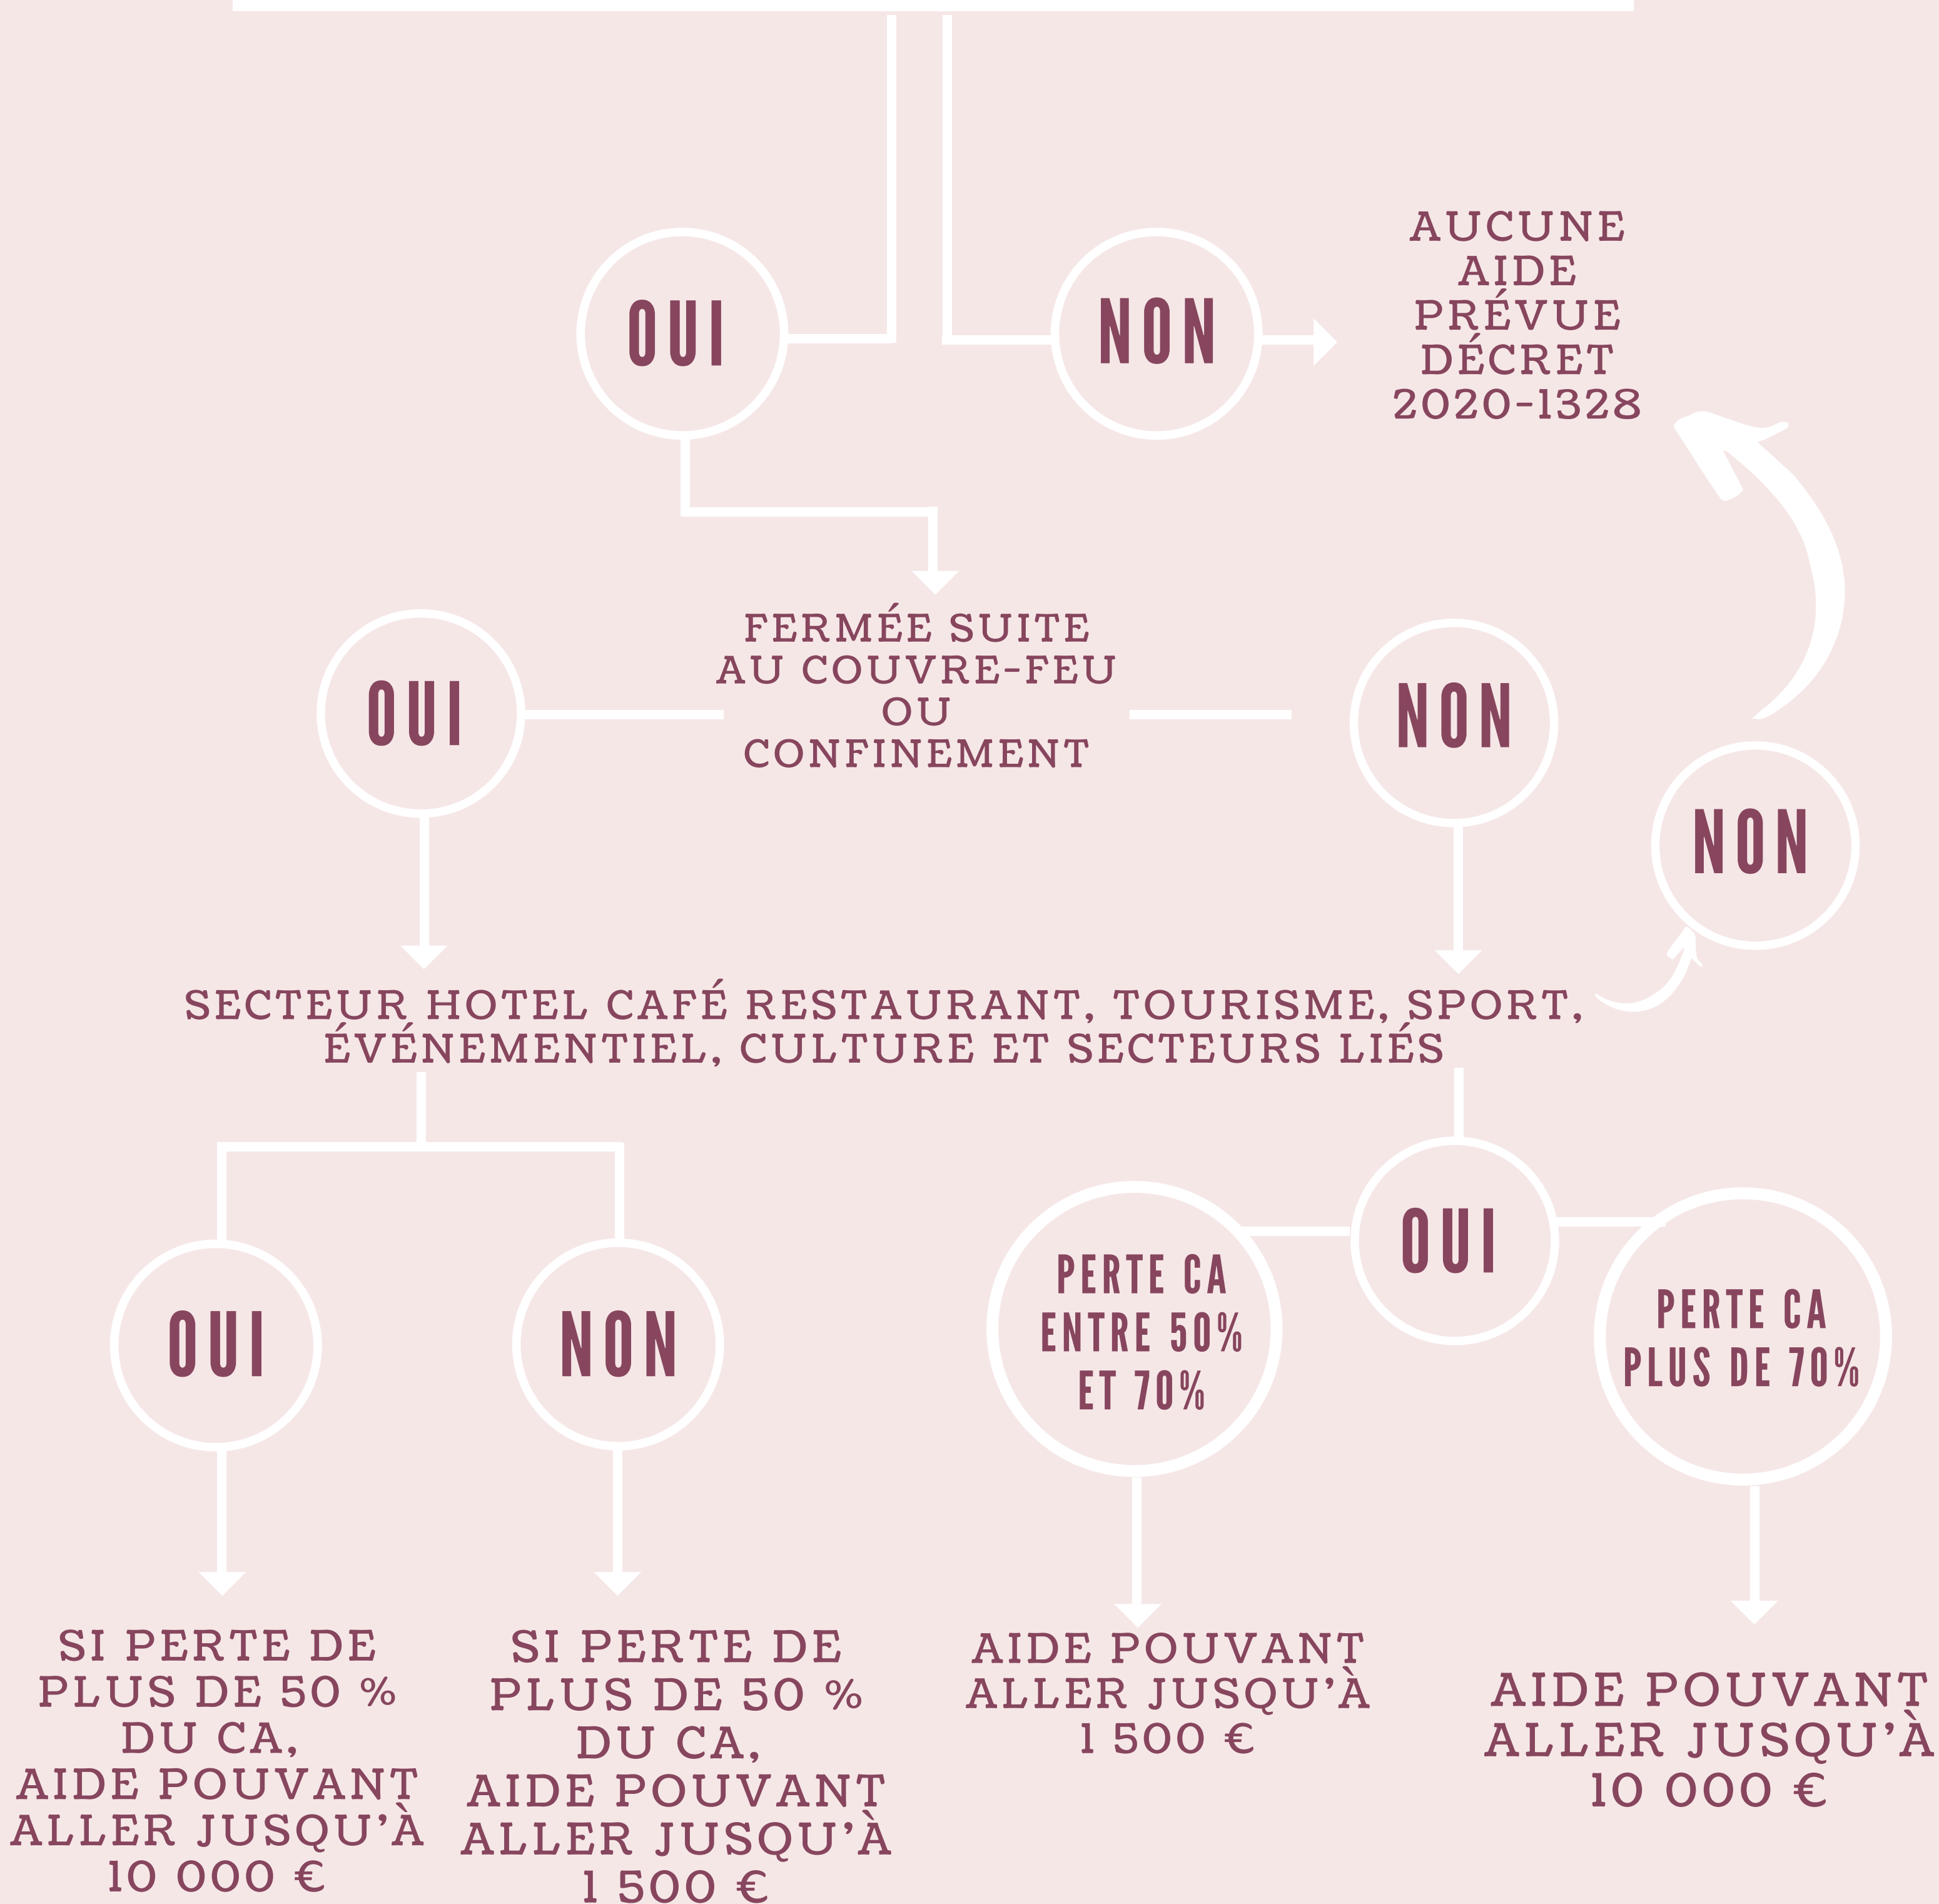 OUI
NON
AUCUNE
AIDE
PRÉVUE
DÉCRET
2020-1328
FERMÉE SUITE
AU COUVRE-FEU
OU
CONFINEMENT
OUI
NON
NON
SECTEUR HOTEL CAFÉ RESTAURANT, TOURISME, SPORT,
ÉVÉNEMENTIEL, CULTURE ET SECTEURS LIÉS
OUI
NON
PERTE CA
ENTRE 50%
ET 70%
OUI
PERTE CA
PLUS DE 70%
SI PERTE DE
PLUS DE 50 %
DU CA,
AIDE POUVANT
ALLER JUSQU'À
10 000 €
SI PERTE DE
PLUS DE 50 %
DU CA,
AIDE POUVANT
ALLER JUSQU'À
1 500 €
AIDE POUVANT
ALLER JUSQU'À
1 500 €
AIDE POUVANT
ALLER JUSQU'À
10 000 €